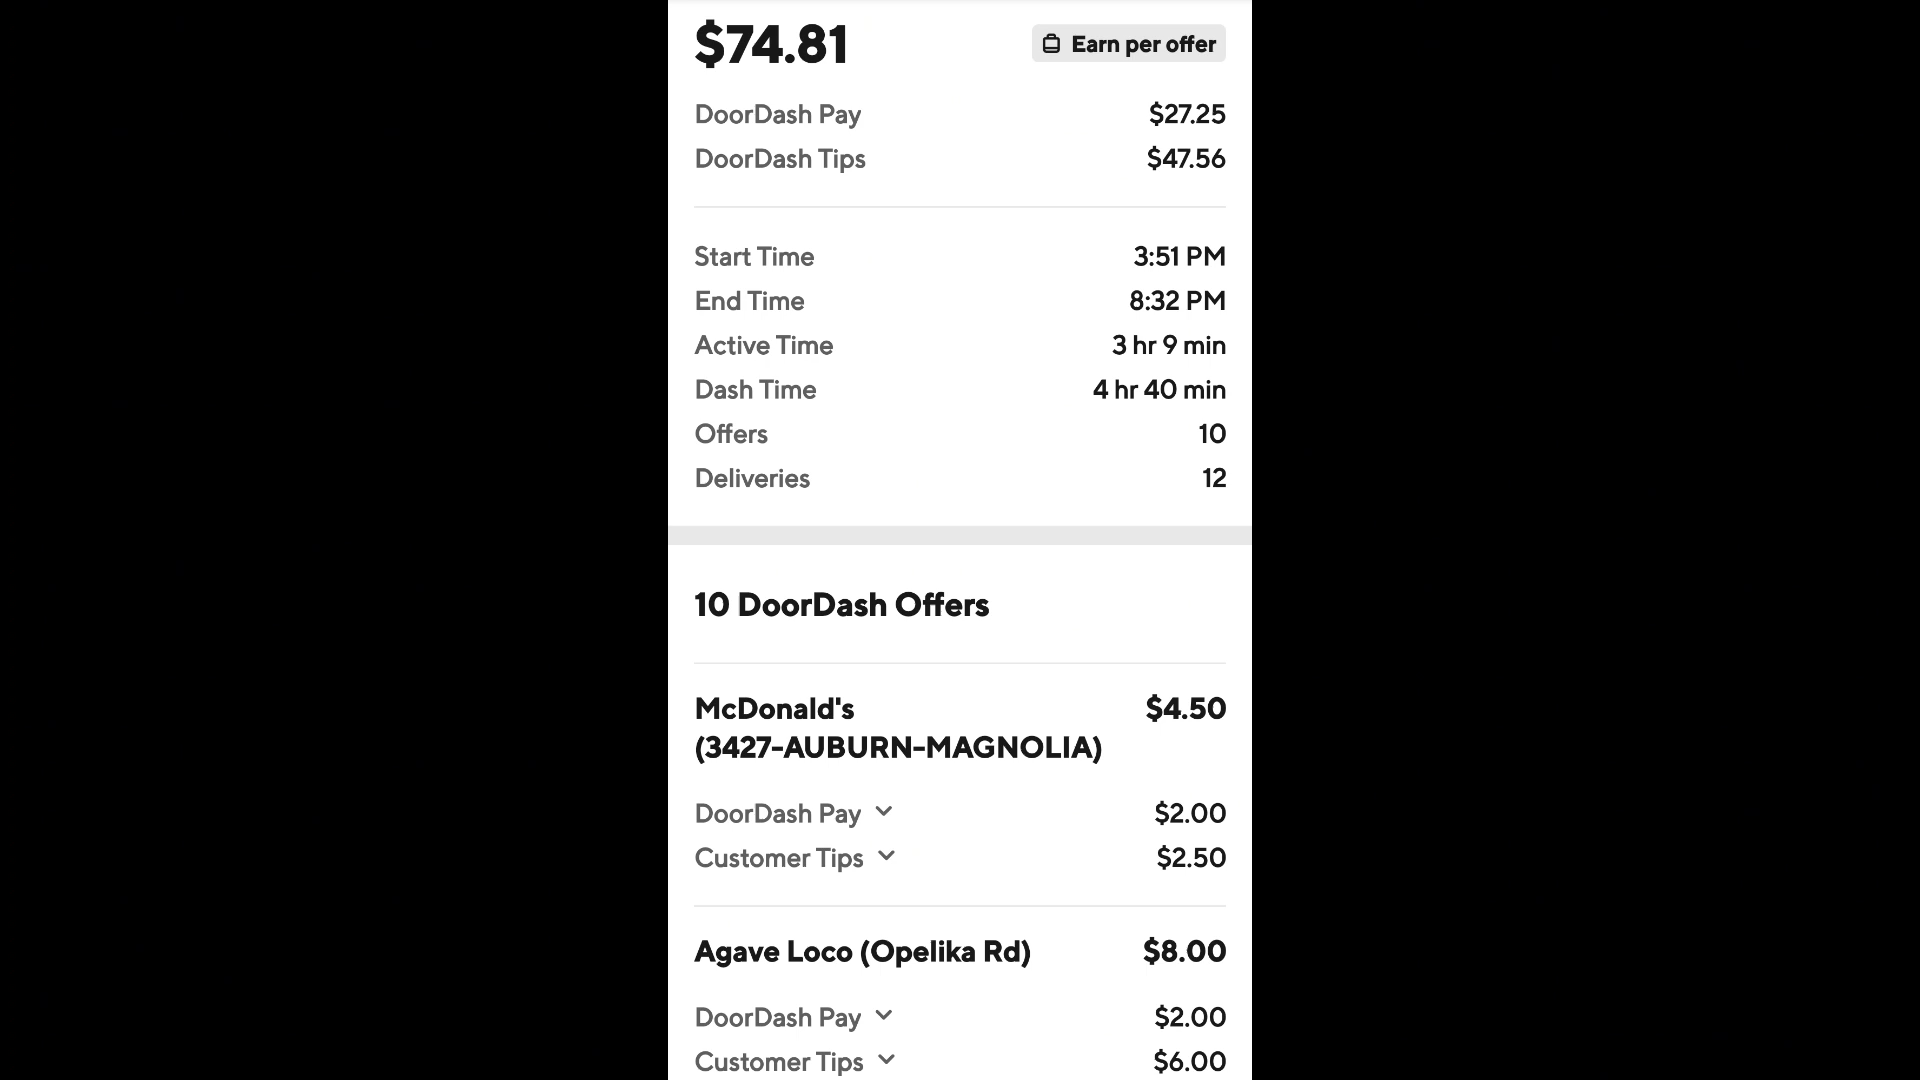 $74.81 Earn per offer
DoorDash Pay $27.25
DoorDash Tips $47.56
Start Time 3:51 PM
End Time 8:32 PM
Active Time 3 hr 9 min
Dash Time 4 hr 40 min
Offers 10
Deliveries 12
10 DoorDash Offers
McDonald's $4.50
(3427-AUBURN-MAGNOLIA)
DoorDash Pay $2.00
Customer Tips $2.50
Agave Loco (Opelika Rd) $8.00
DoorDash Pay $2.00
Customer Tips $6.00